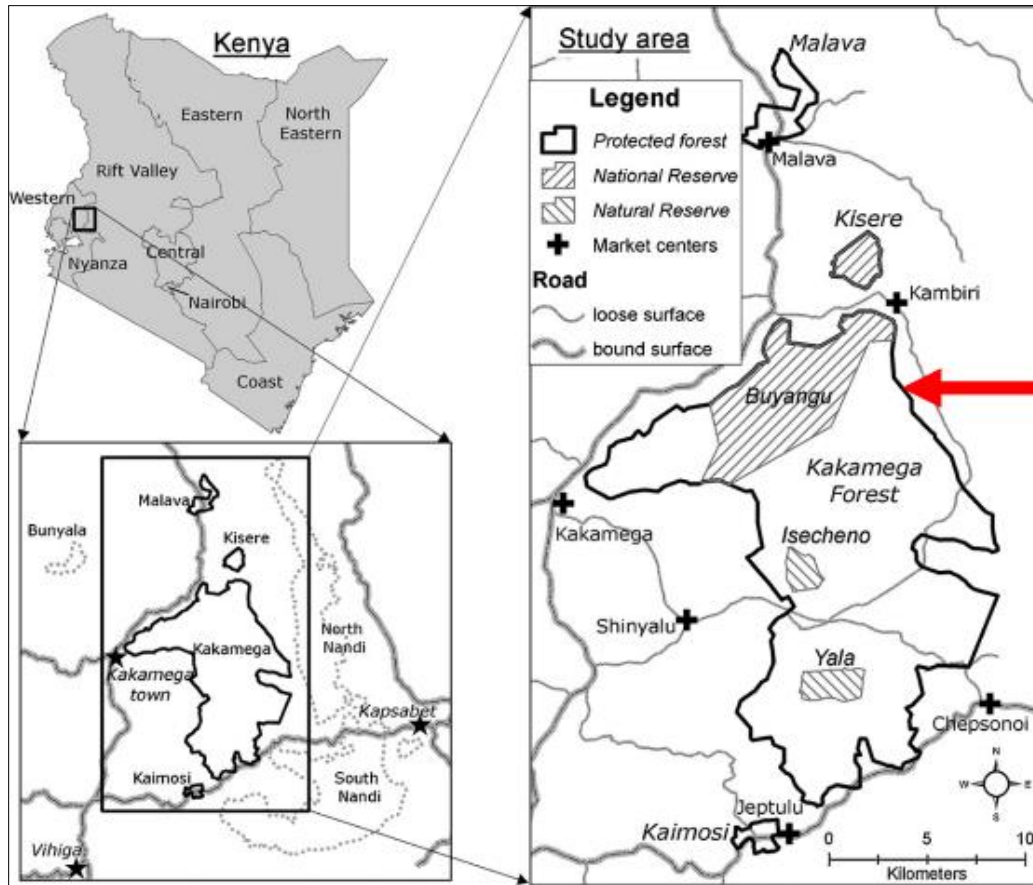 Kenya
Eastern
North
Eastern
Rift Valley
Western
Central
Nyanza
Nairobi
Coast
Malava
Bunyala
Kisere
North
Nandi
Kakamega
Kakamega
town
Kapsabet
Kaimosi
South
Nandi
Vihiga
Study area
Legend
Protected forest
National Reserve
Natural Reserve
Market centers
Road
loose surface
bound surface
Malava
Malava
Kisere
Kambiri
Buyangu
Kakamega
Forest
Kakamega
Isecheno
Shinyalu
Yala
Chepsonoi
N
W E
S
Jeptulu
Kaimosi
0 5 10
Kilometers